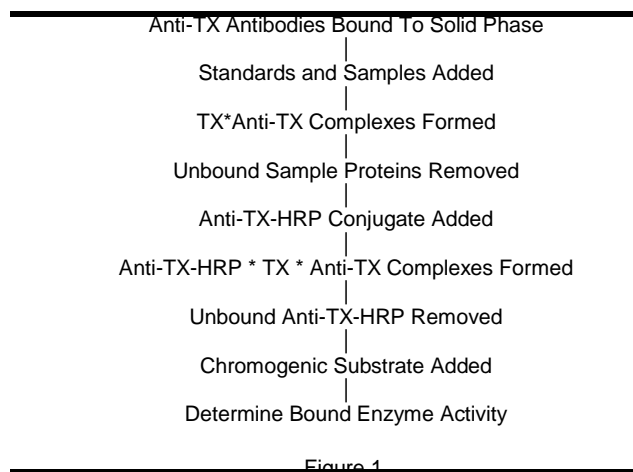 Anti-TX Antibodies Bound To Solid Phase
Standards and Samples Added
TX*Anti-TX Complexes Formed
Unbound Sample Proteins Removed
Anti-TX-HRP Conjugate Added
Anti-TX-HRP * TX * Anti-TX Complexes Formed
Unbound Anti-TX-HRP Removed
Chromogenic Substrate Added
Determine Bound Enzyme Activity
Figure 1